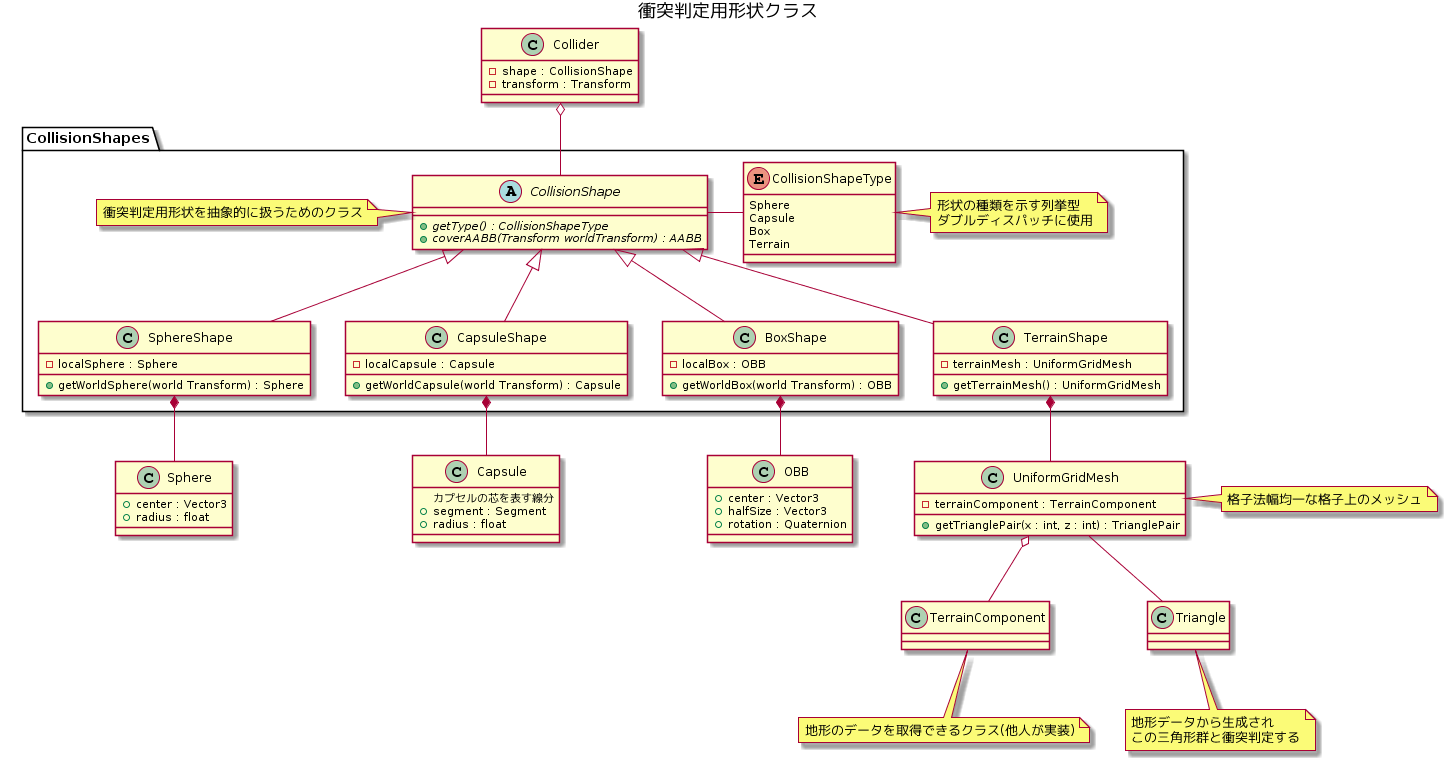 衝突判定用形状クラス
C Collider
shape : CollisionShape
transform : Transform
CollisionShapes
衝突判定用形状を抽象的に扱うためのクラス
A CollisionShape
getType() : CollisionShapeType
coverAABB(Transform worldTransform) : AABB
E CollisionShapeType
Sphere
Capsule
Box
Terrain
形状の種類を示す列挙型
ダブルディスパッチに使用
C SphereShape
localSphere : Sphere
getWorldSphere(world Transform) : Sphere
C CapsuleShape
localCapsule : Capsule
getWorldCapsule(world Transform) : Capsule
C BoxShape
localBox : OBB
getWorldBox(world Transform) : OBB
C TerrainShape
terrainMesh : UniformGridMesh
getTerrainMesh() : UniformGridMesh
C Sphere
center : Vector3
radius : float
C Capsule
カプセルの芯を表す線分
segment : Segment
radius : float
C OBB
center : Vector3
halfSize : Vector3
rotation : Quaternion
C UniformGridMesh
terrainComponent : TerrainComponent
getTrianglePair(x : int, z : int) : TrianglePair
格子法幅均一な格子上のメッシュ
C TerrainComponent
C Triangle
地形のデータを取得できるクラス(他人が実装)
地形データから生成され
この三角形群と衝突判定する